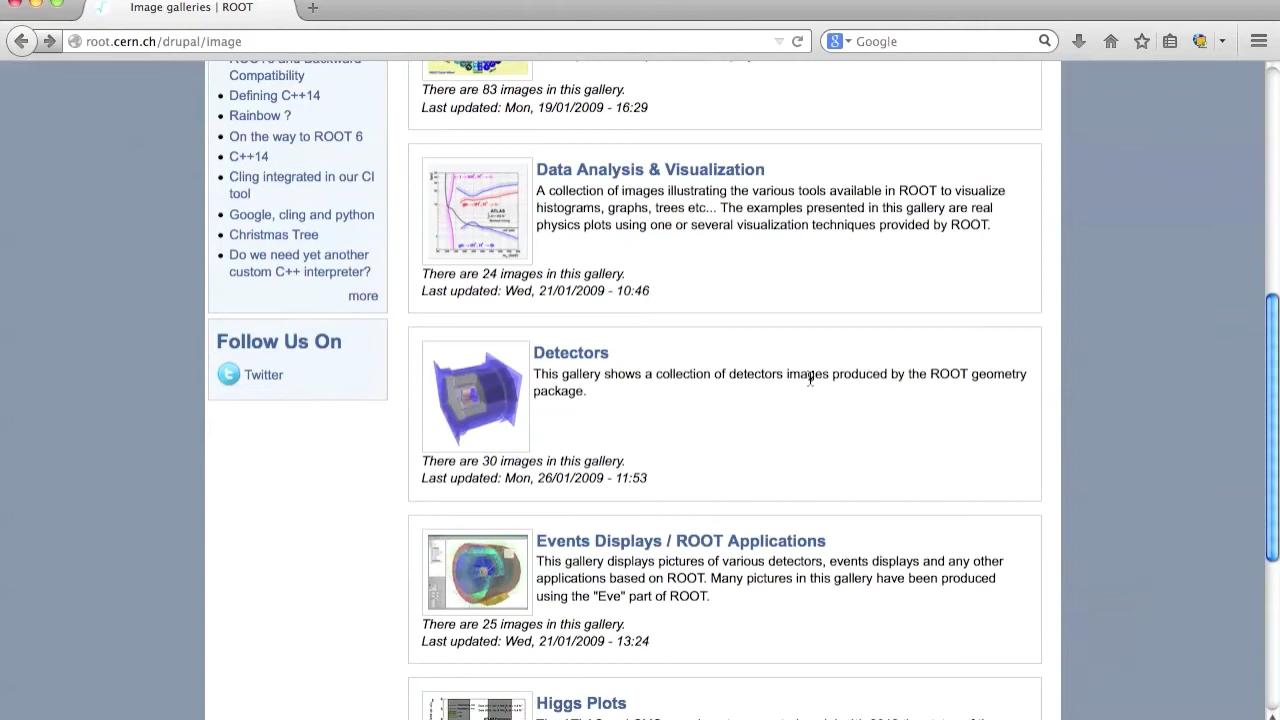 Image galleries | ROOT
root.cern.ch/drupal/image
Google
Compatibility
Defining C++14
Rainbow ?
On the way to ROOT 6
C++14
Cling integrated in our CI
tool
Google, cling and python
Christmas Tree
Do we need yet another
custom C++ interpreter?
more
Follow Us On
Twitter
There are 83 images in this gallery.
Last updated: Mon, 19/01/2009 - 16:29
Data Analysis & Visualization
A collection of images illustrating the various tools available in ROOT to visualize
histograms, graphs, trees etc... The examples presented in this gallery are real
physics plots using one or several visualization techniques provided by ROOT.
There are 24 images in this gallery.
Last updated: Wed, 21/01/2009 - 10:46
Detectors
This gallery shows a collection of detectors images produced by the ROOT geometry
package.
There are 30 images in this gallery.
Last updated: Mon, 26/01/2009 - 11:53
Events Displays / ROOT Applications
This gallery displays pictures of various detectors, events displays and any other
applications based on ROOT. Many pictures in this gallery have been produced
using the "Eve" part of ROOT.
There are 25 images in this gallery.
Last updated: Wed, 21/01/2009 - 13:24
Higgs Plots